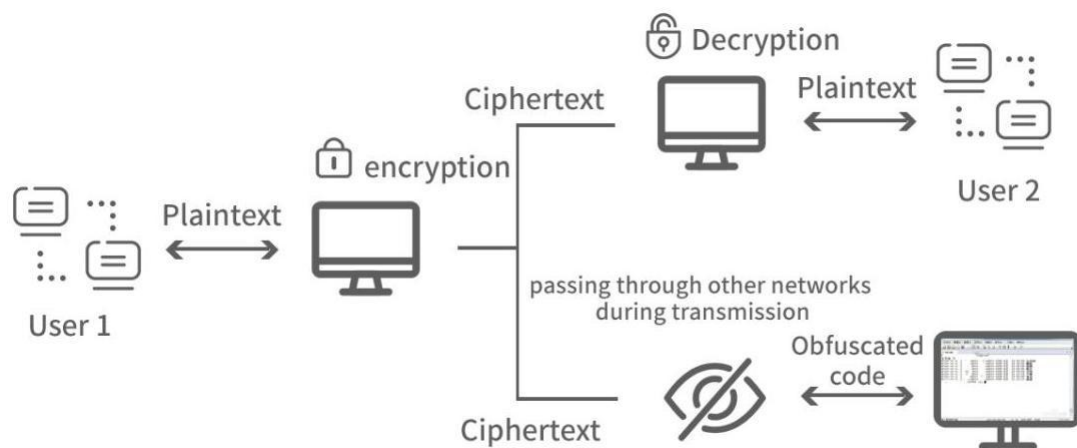 Decryption
Ciphertext
Plaintext
encryption
Plaintext
User 2
User 1
passing through other networks
during transmission
Obfuscated
code
Ciphertext